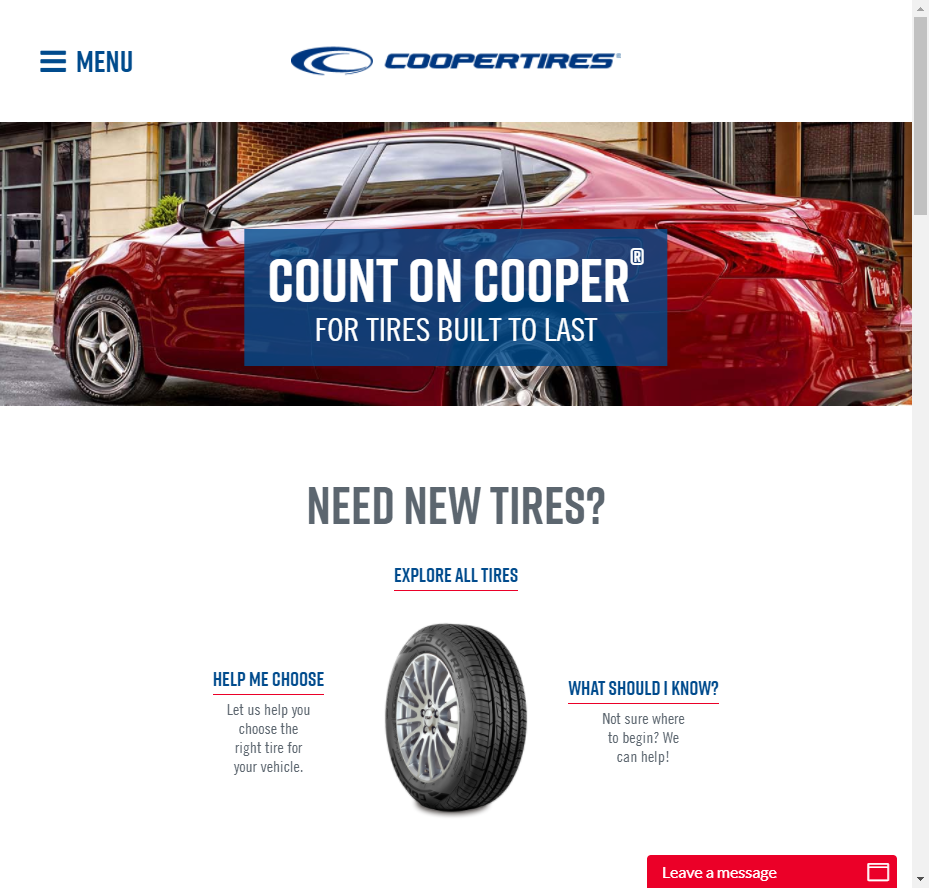 MENU
COOPERTIRES®
COUNT ON COOPER®
FOR TIRES BUILT TO LAST
NEED NEW TIRES?
EXPLORE ALL TIRES
HELP ME CHOOSE
Let us help you
choose the
right tire for
your vehicle.
WHAT SHOULD I KNOW?
Not sure where
to begin? We
can help!
Leave a message